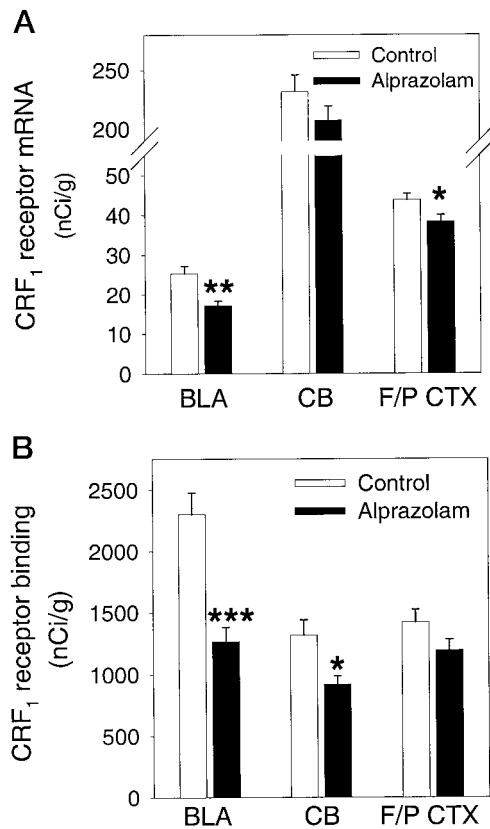 A
CRF₁ receptor mRNA
(nCi/g)
Control
Alprazolam
250
200
50
40
30
20
10
0
**
*
BLA CB F/P CTX
B
CRF₁ receptor binding
(nCi/g)
Control
Alprazolam
2500
2000
1500
1000
500
0
***
*
BLA CB F/P CTX